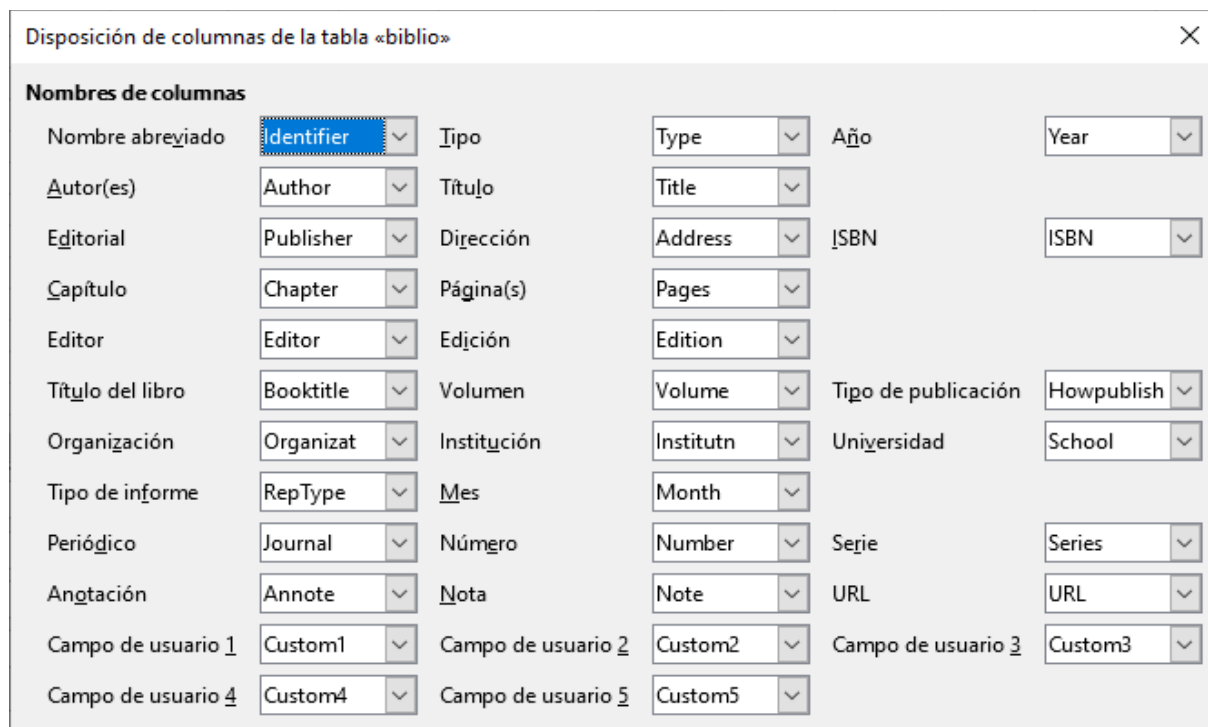 Disposición de columnas de la tabla «biblio»
Nombres de columnas
Nombre abreviado Identifier Tipo Type Año Year
Autor(es) Author Título Title
Editorial Publisher Dirección Address ISBN ISBN
Capítulo Chapter Página(s) Pages
Editor Editor Edición Edition
Título del libro Booktitle Volumen Volume Tipo de publicación Howpublish
Organización Organizat Institución Institutn Universidad School
Tipo de informe RepType Mes Month
Periódico Journal Número Number Serie Series
Anotación Annote Nota Note URL URL
Campo de usuario 1 Custom1 Campo de usuario 2 Custom2 Campo de usuario 3 Custom3
Campo de usuario 4 Custom4 Campo de usuario 5 Custom5